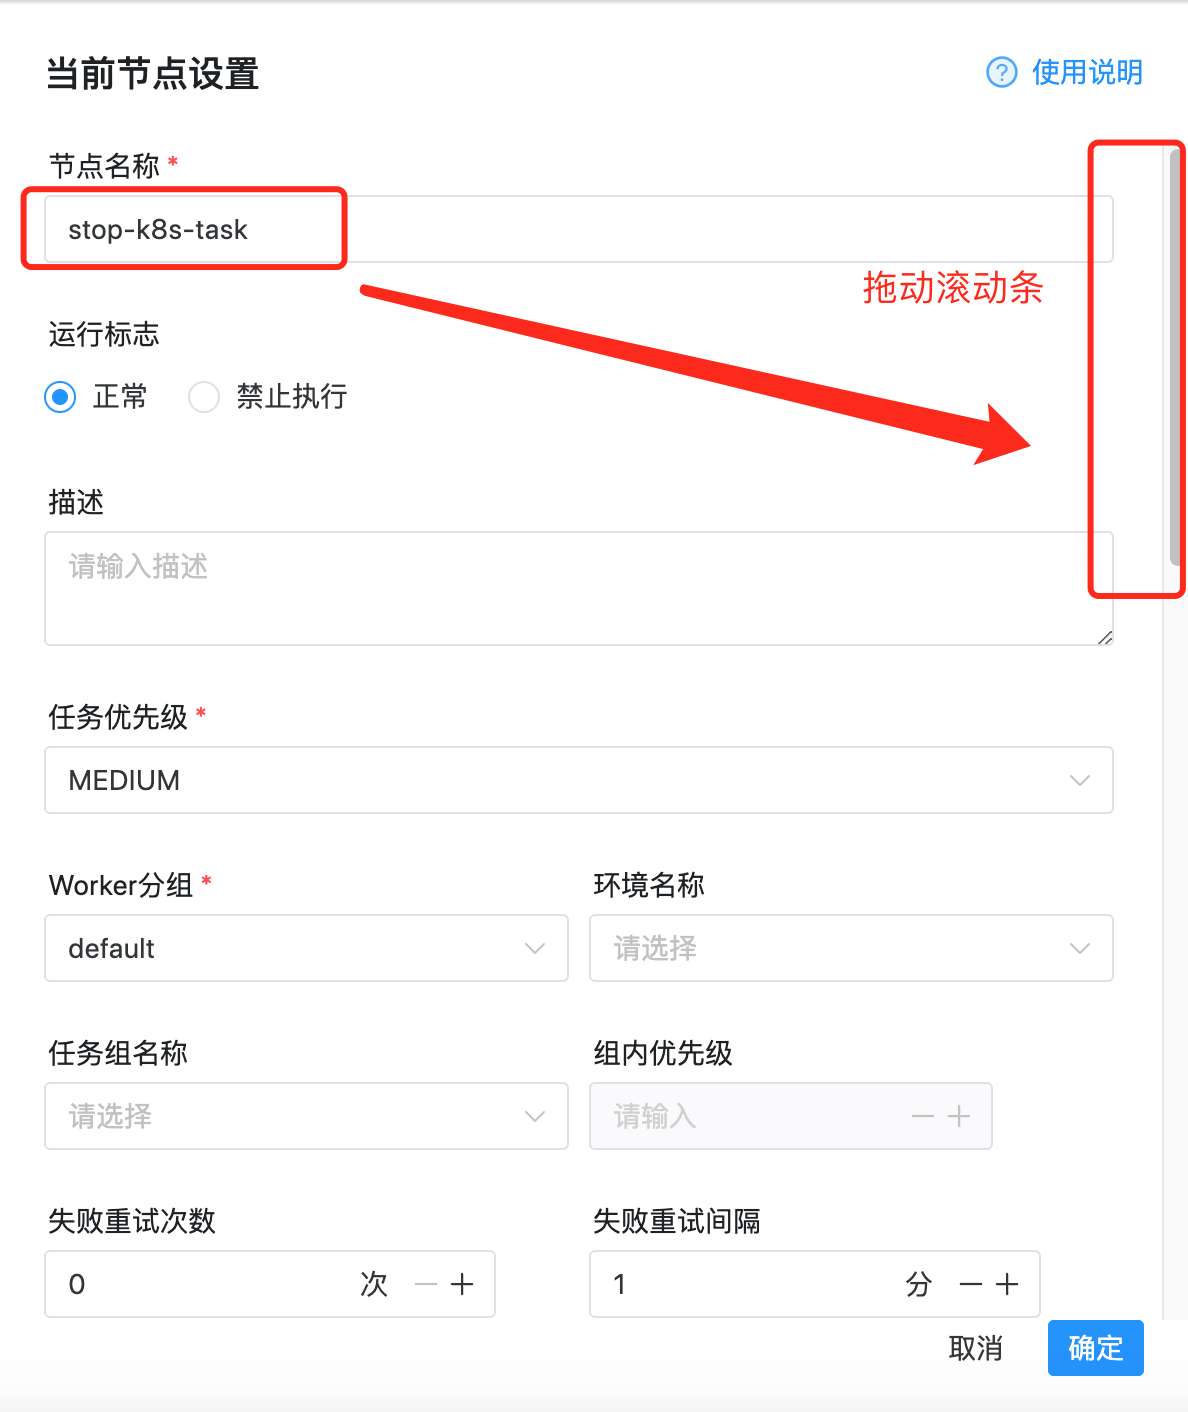 当前节点设置
? 使用说明
节点名称 *
stop-k8s-task
拖动滚动条
运行标志
正常 禁止执行
描述
请输入描述
任务优先级 *
MEDIUM
Worker分组 * 环境名称
default 请选择
任务组名称 组内优先级
请选择 请输入
失败重试次数 失败重试间隔
0 次 1 分
取消 确定